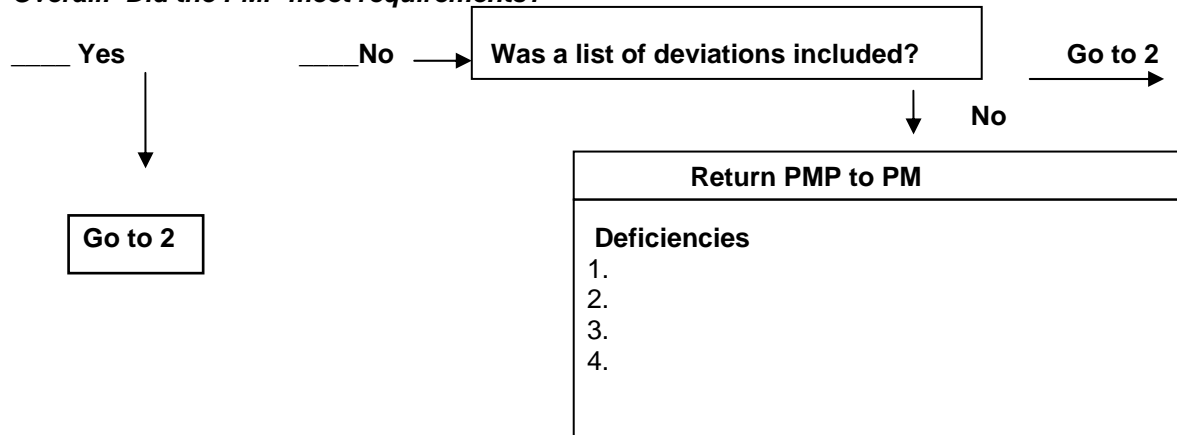 Overall: Did the PMP meet requirements?
____ Yes ____No Was a list of deviations included? Go to 2
No
Return PMP to PM
Go to 2
Deficiencies
1.
2.
3.
4.